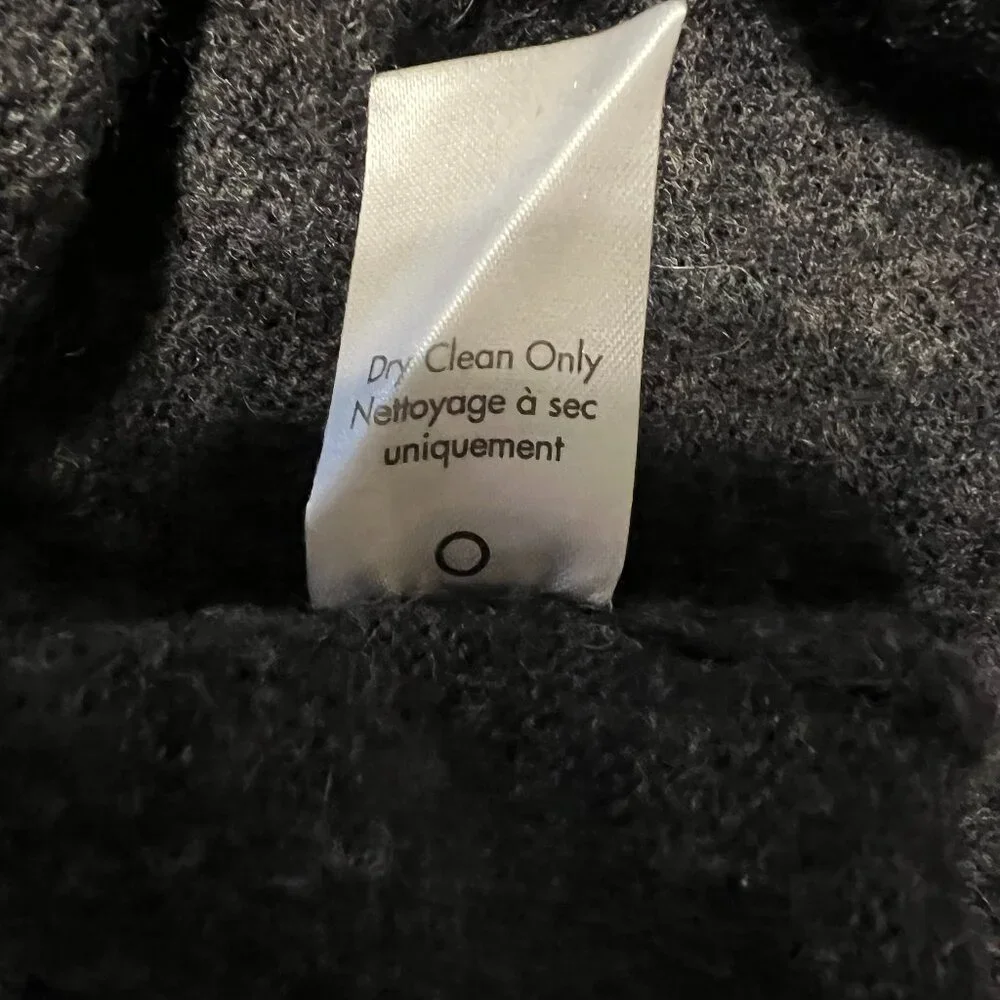 Dry Clean Only
Nettoyage à sec
uniquement